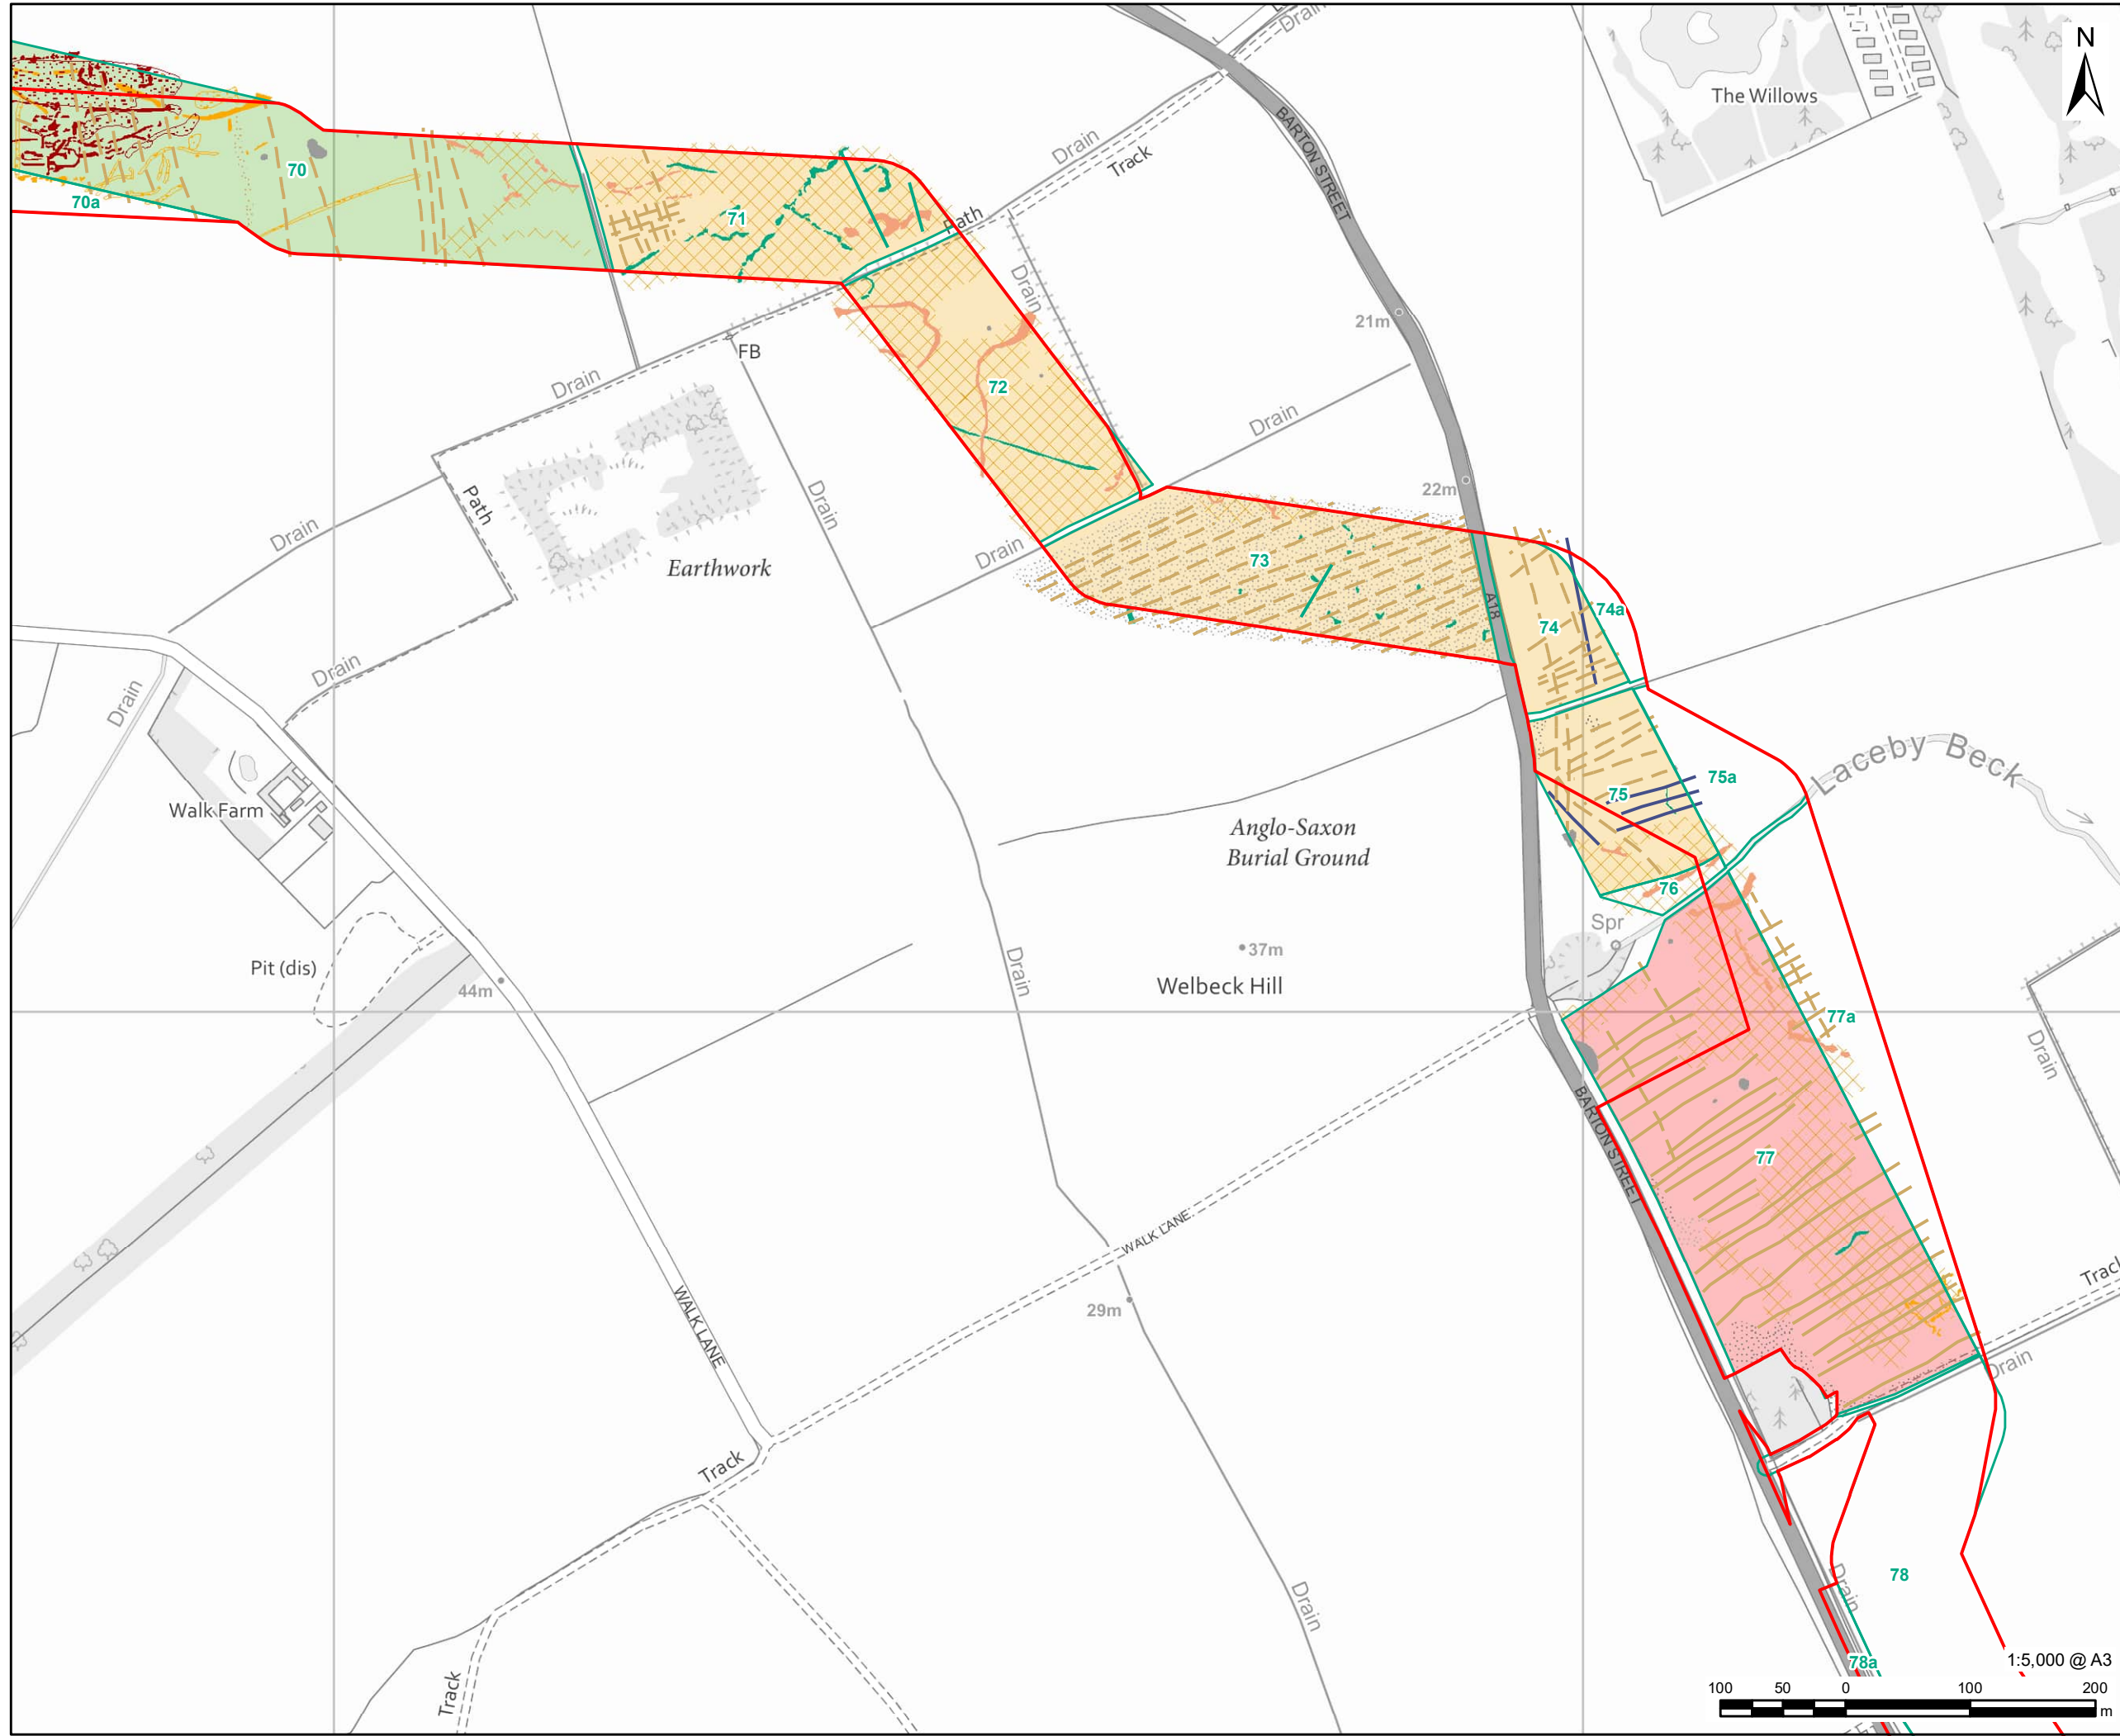 Drain
N
The Willows
BARTON STREET
Drain
Track
70
70a
71
Path
Drain
21m
FB
Drain
72
Drain
22m
Path
Drain
Drain
Drain
Earthwork
73
A18
74
74a
Drain
Drain
Laceby Beck
75a
75
Walk Farm
Anglo-Saxon
Burial Ground
76
Spr
37m
Pit (dis)
44m
Drain
Welbeck Hill
77a
Drain
BARTON STREET
77
WALK LANE
Track
29m
WALK LANE
Drain
Track
78
Drain
Drain
78a
1:5,000 @ A3
Track
100 50 0 100 200
m